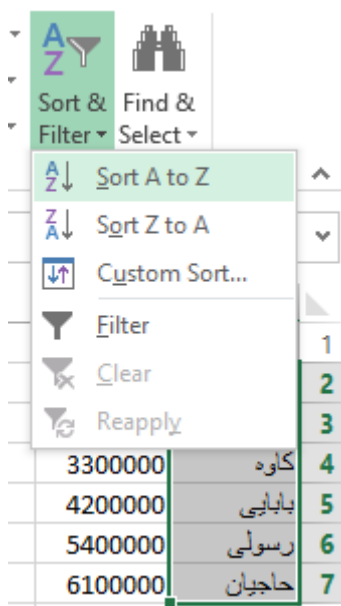 Sort &
Filter
Find &
Select
Sort A to Z
Sort Z to A
Custom Sort...
Filter
Clear
Reapply
1
2
3
4 کاوه 3300000
5 بابایی 4200000
6 رسولی 5400000
7 حاجیان 6100000